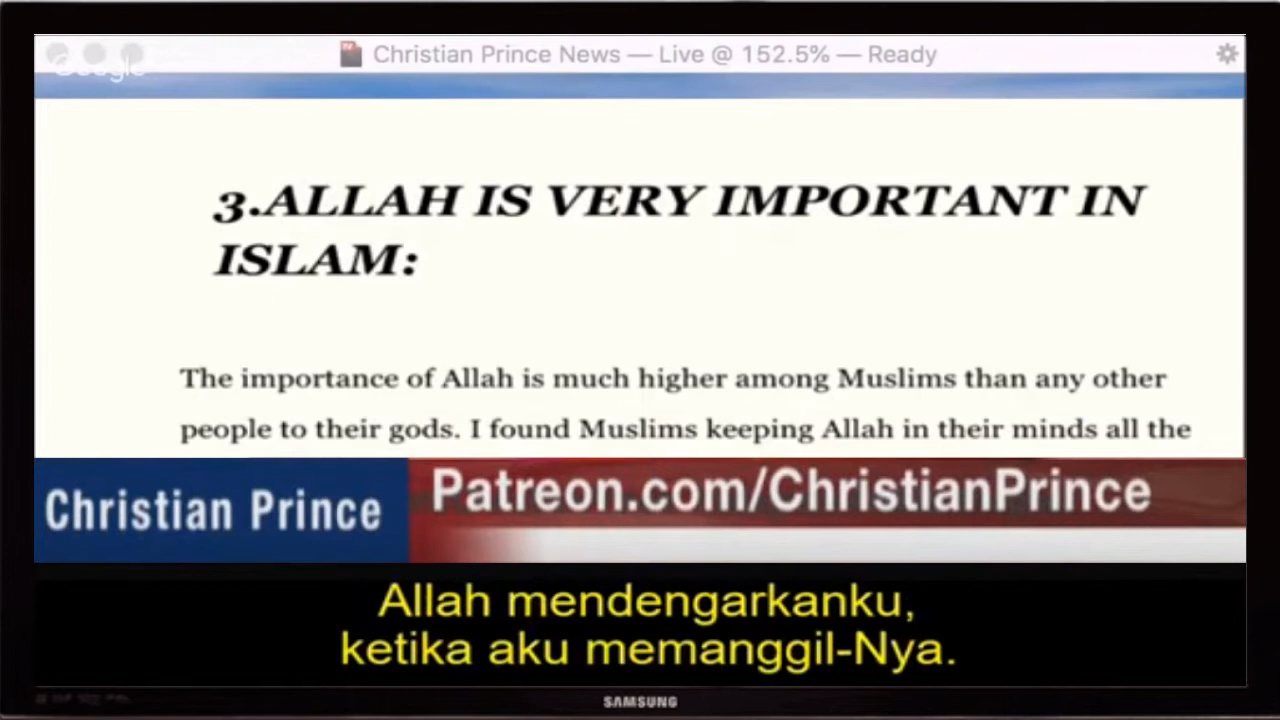 Google
Christian Prince News — Live @ 152.5% — Ready
3.ALLAH IS VERY IMPORTANT IN
ISLAM:
The importance of Allah is much higher among Muslims than any other
people to their gods. I found Muslims keeping Allah in their minds all the
Christian Prince
Patreon.com/ChristianPrince
Allah mendengarkanku,
ketika aku memanggil-Nya.
SAMSUNG